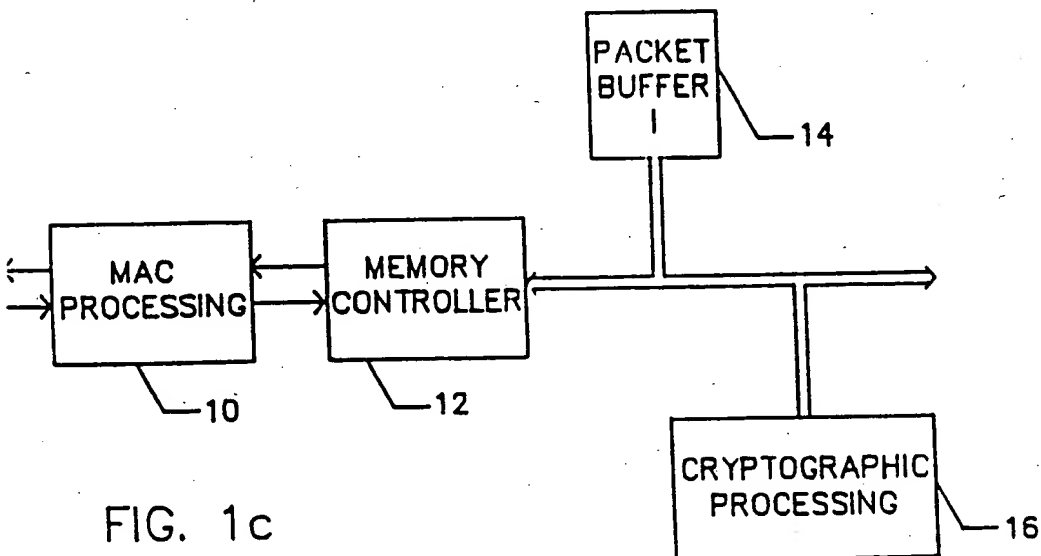 PACKET
BUFFER
14
MAC
PROCESSING
MEMORY
CONTROLLER
10
12
CRYPTOGRAPHIC
PROCESSING
16
FIG. 1c